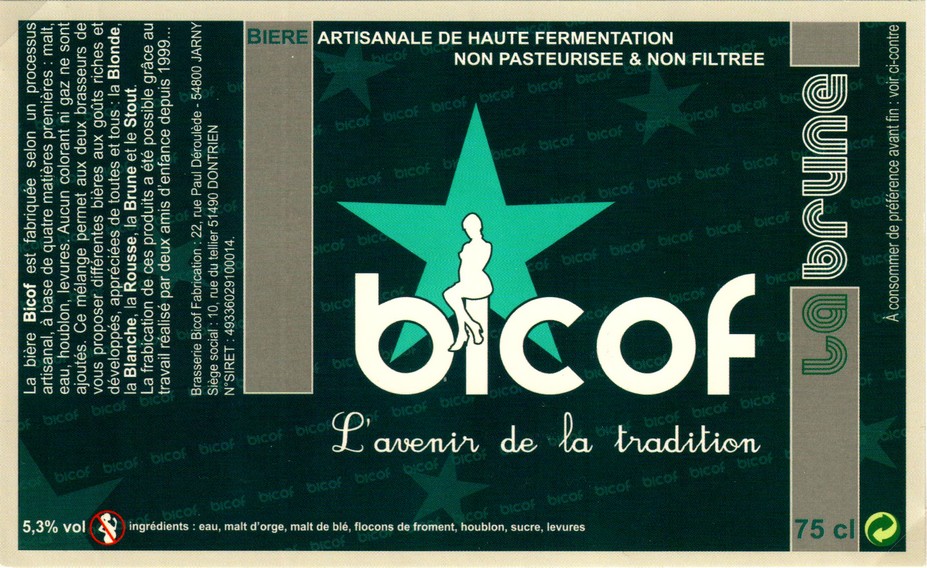 La bière Bicof est fabriquée selon un processus
artisanal, à base de quatre matières premières : malt,
eau, houblon, levures. Aucun colorant ni gaz ne sont
ajoutés. Ce mélange permet aux deux brasseurs de
vous proposer différentes bières aux goûts riches et
développés, appréciées de toutes et tous : la Blonde,
la Blanche, la Rousse, la Brune et le Stout.
La frabication de ces produits a été possible grâce au
travail réalisé par deux amis d'enfance depuis 1999...
Brasserie Bicof Fabrication : 22, rue Paul Déroulède - 54800 JARNY
Siège social : 10, rue du tellier 51490 DONTRIEN
N°SIRET : 49336029100014.
BIERE ARTISANALE DE HAUTE FERMENTATION
NON PASTEURISEE & NON FILTREE
bicof
L'avenir de la tradition
La brune
À consommer de préférence avant fin : voir ci-contre
5,3% vol
ingrédients : eau, malt d'orge, malt de blé, flocons de froment, houblon, sucre, levures
75 cl